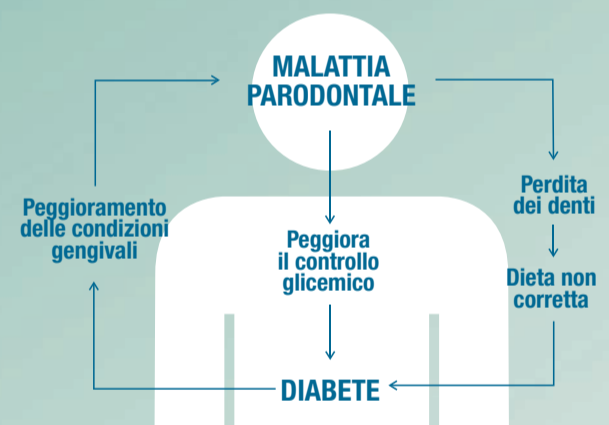 MALATTIA
PARODONTALE
Peggioramento
delle condizioni
gengivali
Peggiora
il controllo
glicemico
Perdita
dei denti
Dieta non
corretta
DIABETE